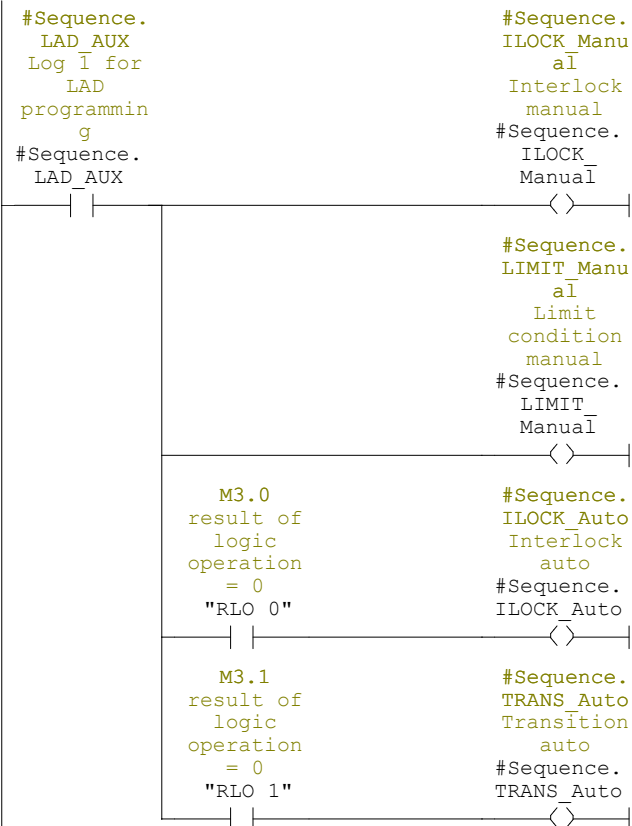 #Sequence.
LAD_AUX
Log 1 for
LAD
programmin
g
#Sequence.
LAD_AUX
#Sequence.
ILOCK_Manu
al
Interlock
manual
#Sequence.
ILOCK_
Manual
#Sequence.
LIMIT_Manu
al
Limit
condition
manual
#Sequence.
LIMIT_
Manual
M3.0
result of
logic
operation
= 0
"RLO 0"
#Sequence.
ILOCK_Auto
Interlock
auto
#Sequence.
ILOCK_Auto
M3.1
result of
logic
operation
= 0
"RLO 1"
#Sequence.
TRANS_Auto
Transition
auto
#Sequence.
TRANS_Auto